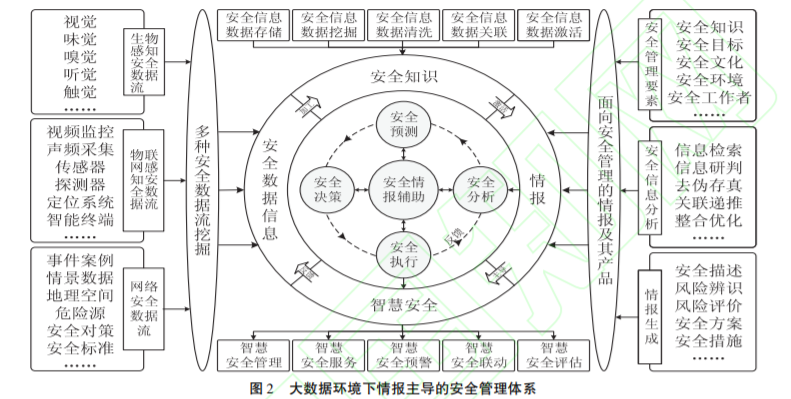 视觉
味觉
嗅觉
听觉
触觉
……
生物
感知
安全
数据
流
视频监控
声频采集
传感器
探测器
定位系统
智能终端
……
物联
网感
知安
全数
据流
事件案例
情景数据
地理空间
危险源
安全对策
安全标准
……
网络
安全
数据
流
多种安全数据流挖掘
安全信息
数据存储
安全信息
数据挖掘
安全信息
数据清洗
安全信息
数据关联
安全信息
数据激活
安全知识
安全数据信息
情报
智慧安全
安全
预测
安全
决策
安全情
报辅助
安全
分析
安全
执行
反馈
智慧
安全管理
智慧
安全服务
智慧
安全预警
智慧
安全联动
智慧
安全评估
面向安全管理的情报及其产品
安全管理要素
安全知识
安全目标
安全文化
安全环境
安全工作者
……
安全信息分析
信息检索
信息研判
去伪存真
关联递推
整合优化
……
情报生成
安全描述
风险辨识
风险评价
安全方案
安全措施
……
图 2 大数据环境下情报主导的安全管理体系